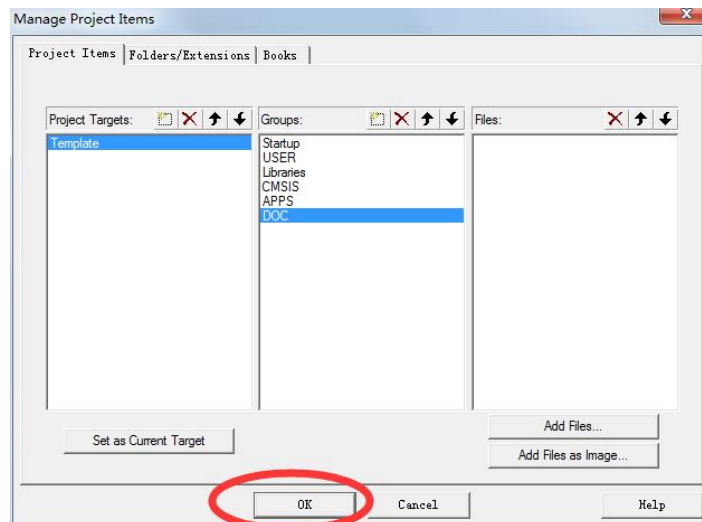 Manage Project Items
Project Items Folders/Extensions Books
Project Targets: Groups: Files:
Template
Startup
USER
Libraries
CMSIS
APPS
DOC
Set as Current Target
Add Files...
Add Files as Image...
OK Cancel Help